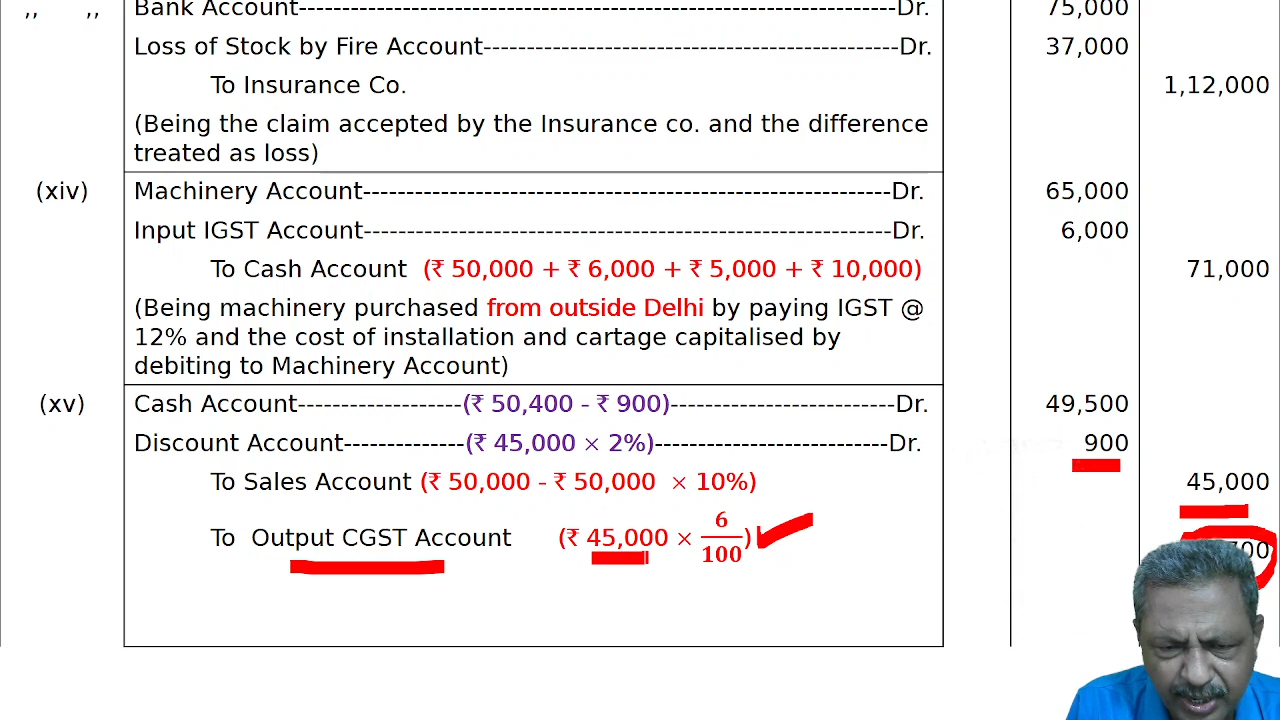 ,, ,, Bank Account-----------------------------------------------------------------------Dr. 75,000
Loss of Stock by Fire Account-------------------------------------------------Dr. 37,000
To Insurance Co. 1,12,000
(Being the claim accepted by the Insurance co. and the difference
treated as loss)
(xiv) Machinery Account--------------------------------------------------------------Dr. 65,000
Input IGST Account--------------------------------------------------------------Dr. 6,000
To Cash Account (₹ 50,000 + ₹ 6,000 + ₹ 5,000 + ₹ 10,000) 71,000
(Being machinery purchased from outside Delhi by paying IGST @
12% and the cost of installation and cartage capitalised by
debiting to Machinery Account)
(xv) Cash Account-------------------(₹ 50,400 - ₹ 900)--------------------------Dr. 49,500
Discount Account--------------(₹ 45,000 × 2%)---------------------------Dr. 900
To Sales Account (₹ 50,000 - ₹ 50,000 × 10%) 45,000
To Output CGST Account (₹ 45,000 × 6/100)